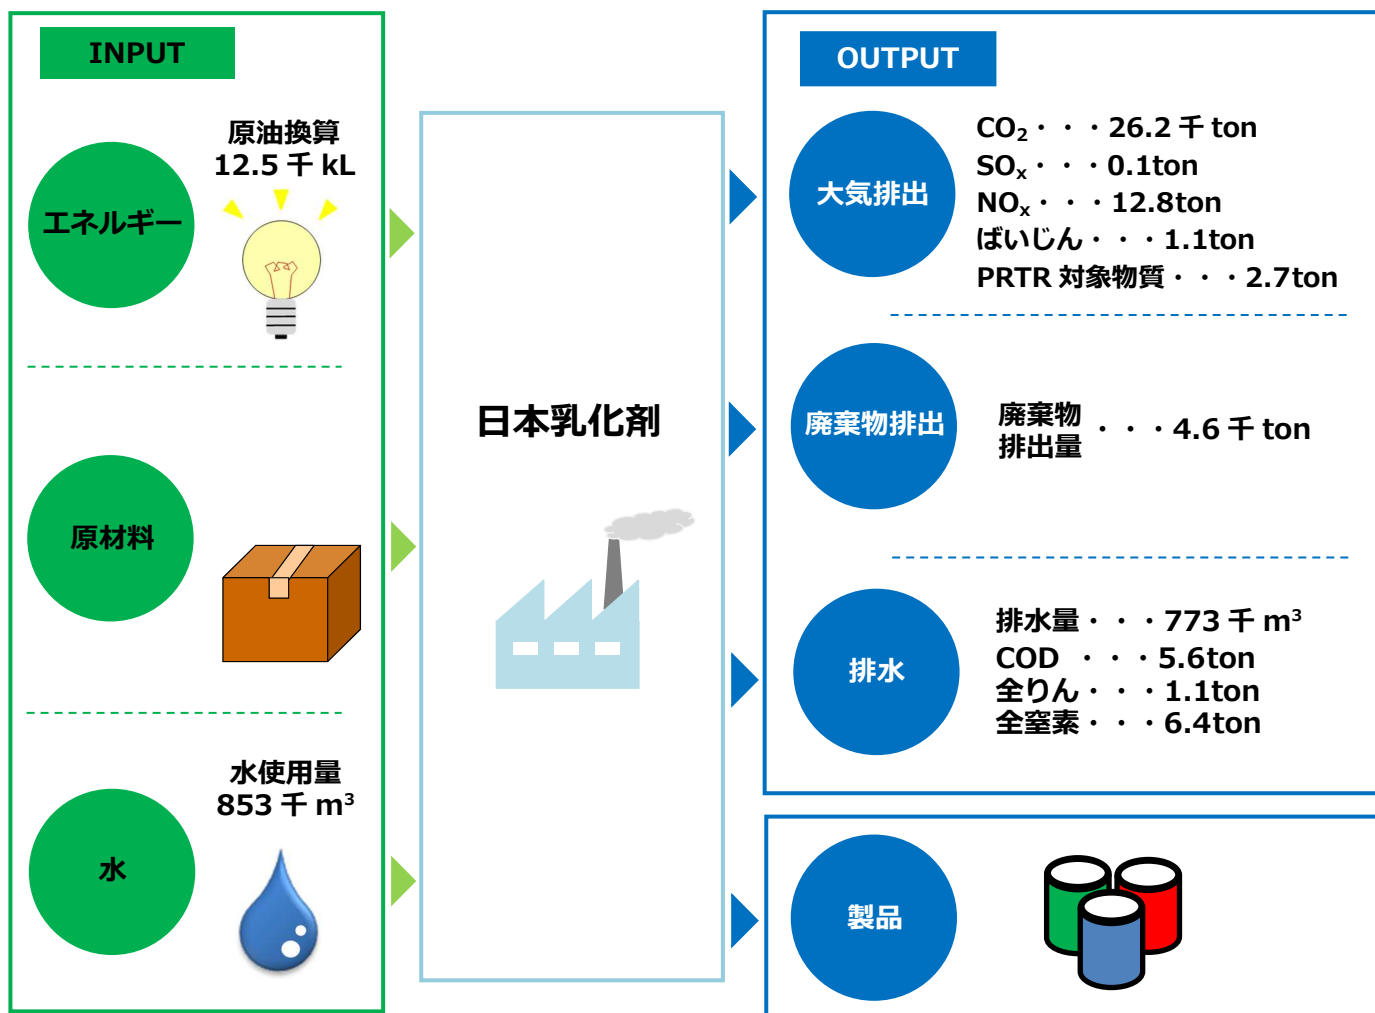 INPUT
原油換算
12.5 千 kL
エネルギー
原材料
水使用量
853 千 m³
水
日本乳化剤
OUTPUT
大気排出
CO₂・・・26.2 千 ton
SOₓ・・・0.1ton
NOₓ・・・12.8ton
ばいじん・・・1.1ton
PRTR 対象物質・・・2.7ton
廃棄物排出
廃棄物
排出量 ・・・4.6 千 ton
排水
排水量・・・773 千 m³
COD ・・・5.6ton
全りん・・・1.1ton
全窒素・・・6.4ton
製品